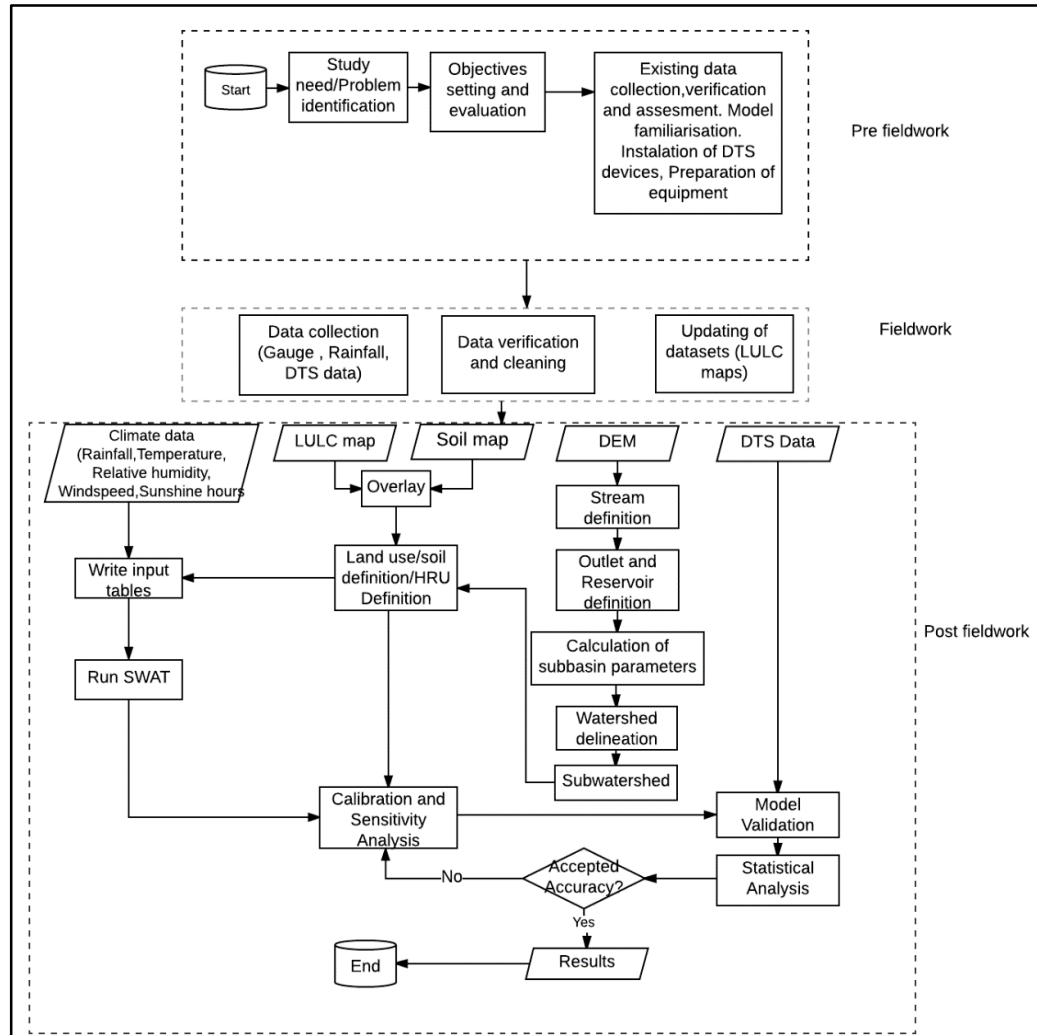 Start
Study
need/Problem
identification
Objectives
setting and
evaluation
Existing data
collection,verification
and assesment. Model
familiarisation.
Instalation of DTS
devices, Preparation of
equipment
Pre fieldwork
Data collection
(Gauge , Rainfall,
DTS data)
Data verification
and cleaning
Updating of
datasets (LULC
maps)
Fieldwork
Climate data
(Rainfall,Temperature,
Relative humidity,
Windspeed,Sunshine hours
LULC map
Soil map
DEM
DTS Data
Overlay
Stream
definition
Write input
tables
Land use/soil
definition/HRU
Definition
Outlet and
Reservoir
definition
Calculation of
subbasin parameters
Post fieldwork
Run SWAT
Watershed
delineation
Subwatershed
Calibration and
Sensitivity
Analysis
Model
Validation
Statistical
Analysis
Accepted
Accuracy?
No
Yes
Results
End